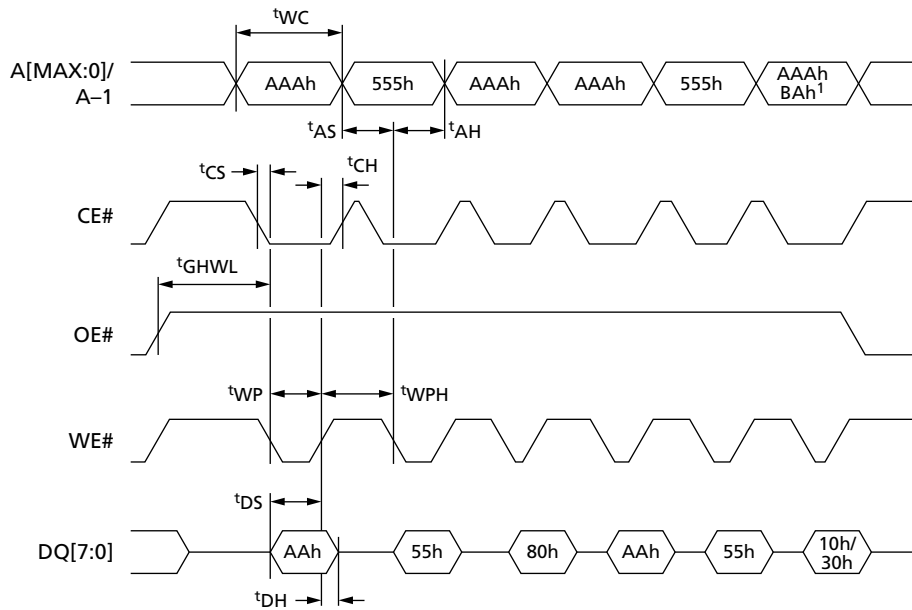 tWC
A[MAX:0]/
A–1
AAAh
555h
AAAh
AAAh
555h
AAAh
BAh1
tAS
tAH
tCS
tCH
CE#
tGHWL
OE#
tWP
tWPH
WE#
tDS
DQ[7:0]
AAh
55h
80h
AAh
55h
10h/
30h
tDH